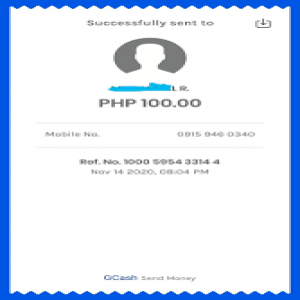 Successfully sent to
L R.
PHP 100.00
Mobile No. 0915 946 0340
Ref. No. 1000 5954 3314 4
Nov 14 2020, 08:04 PM
GCash Send Money